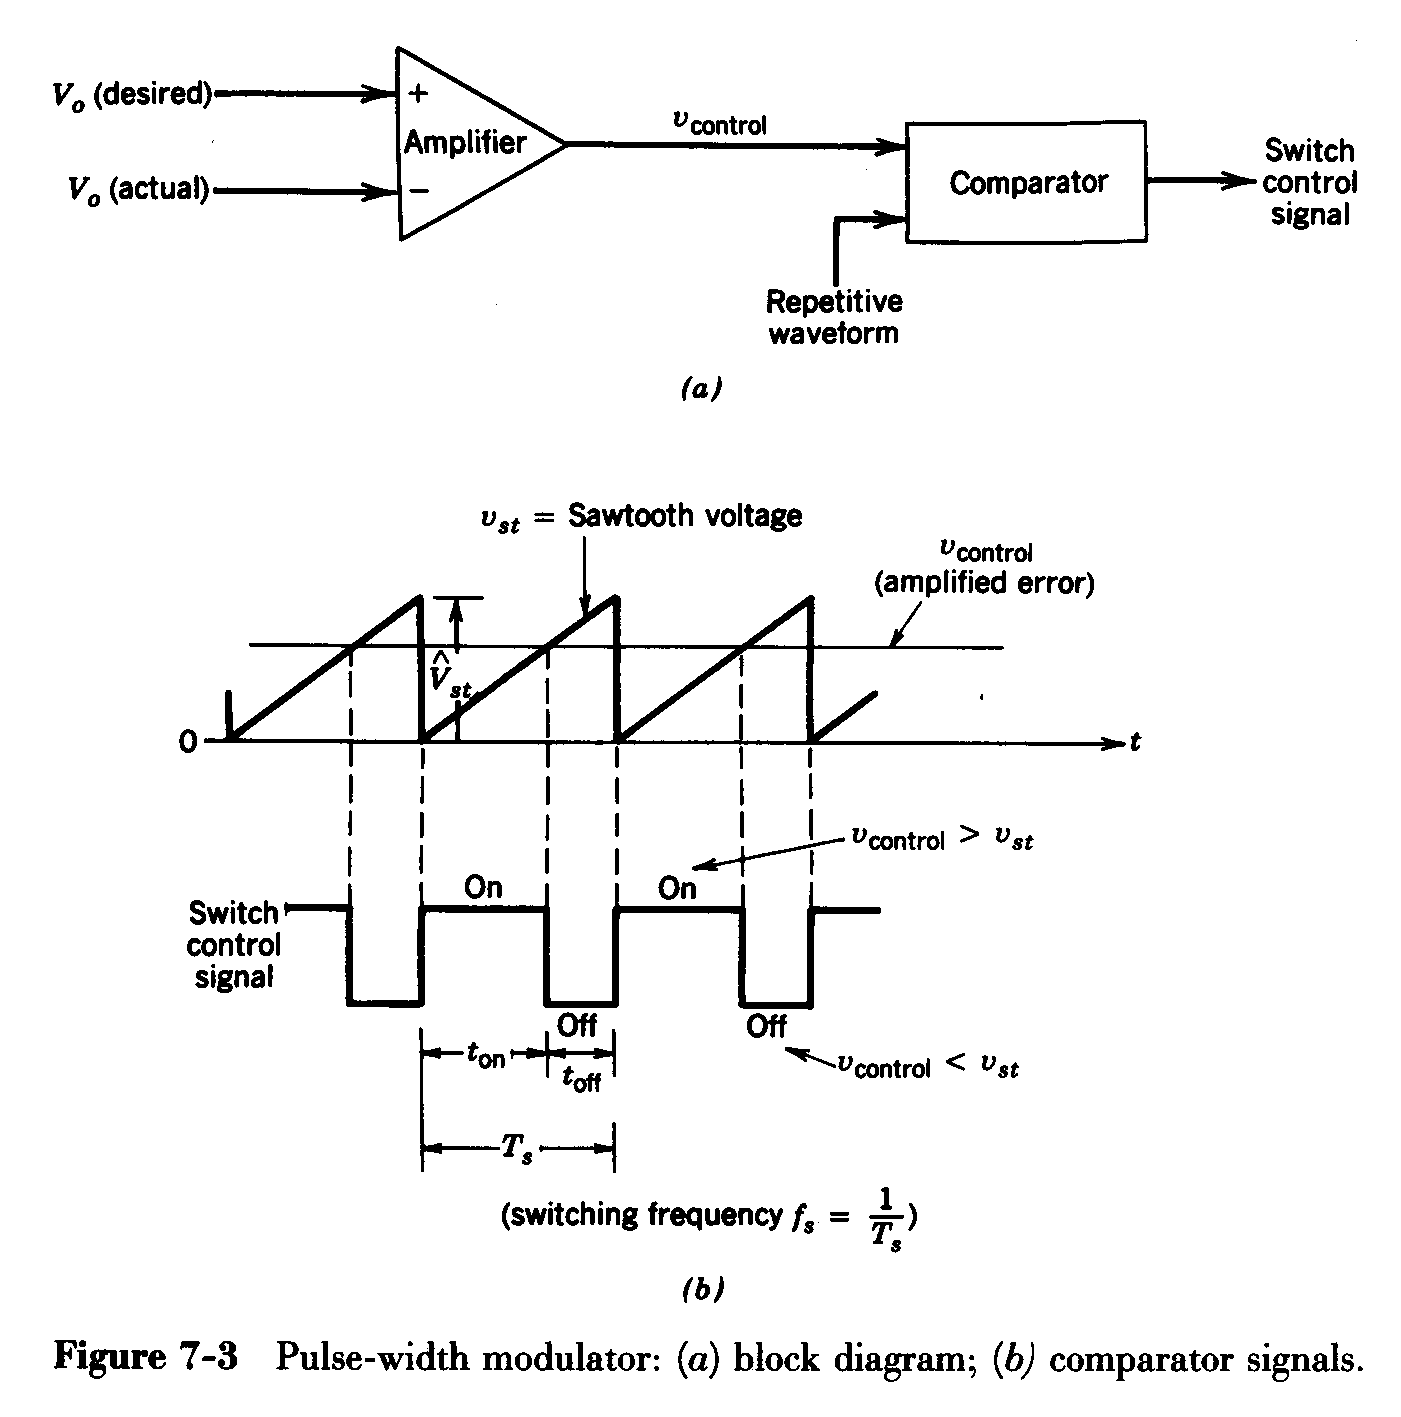 V_o (desired)
+
Amplifier
V_o (actual)
−
v_control
Comparator
Switch
control
signal
Repetitive
waveform
(a)
v_st = Sawtooth voltage
v_control
(amplified error)
V̂_st
0
t
v_control > v_st
On
On
Switch
control
signal
Off
Off
t_on
t_off
v_control < v_st
T_s
(switching frequency f_s = 1/T_s)
(b)
Figure 7-3 Pulse-width modulator: (a) block diagram; (b) comparator signals.